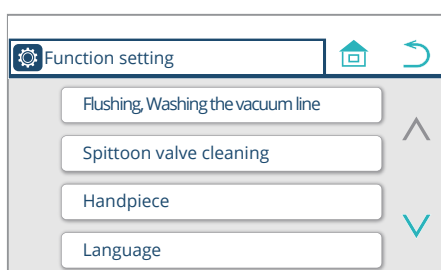 Function setting
Flushing, Washing the vacuum line
Spittoon valve cleaning
Handpiece
Language